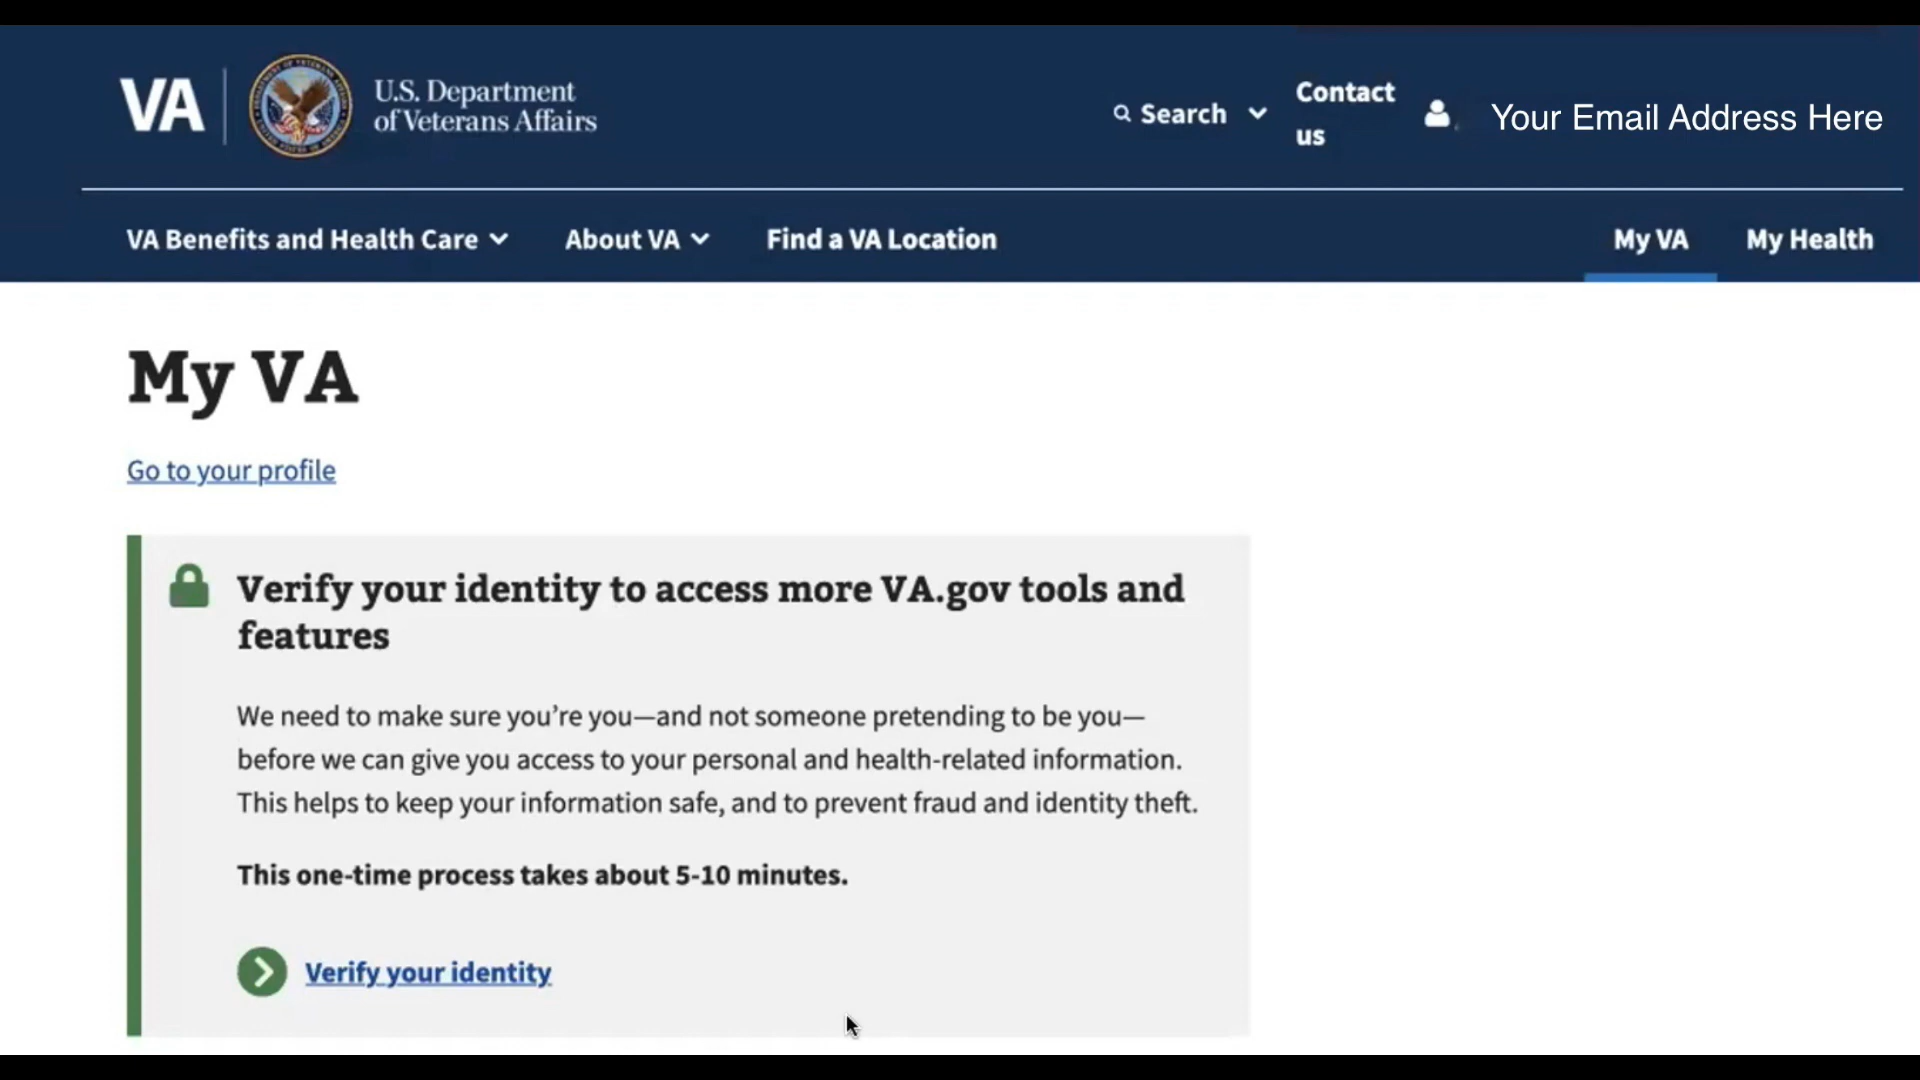 VA
U.S. Department
of Veterans Affairs
Search
Contact
us
Your Email Address Here
VA Benefits and Health Care
About VA
Find a VA Location
My VA
My Health
My VA
Go to your profile
Verify your identity to access more VA.gov tools and
features
We need to make sure you’re you—and not someone pretending to be you—
before we can give you access to your personal and health-related information.
This helps to keep your information safe, and to prevent fraud and identity theft.
This one-time process takes about 5-10 minutes.
Verify your identity